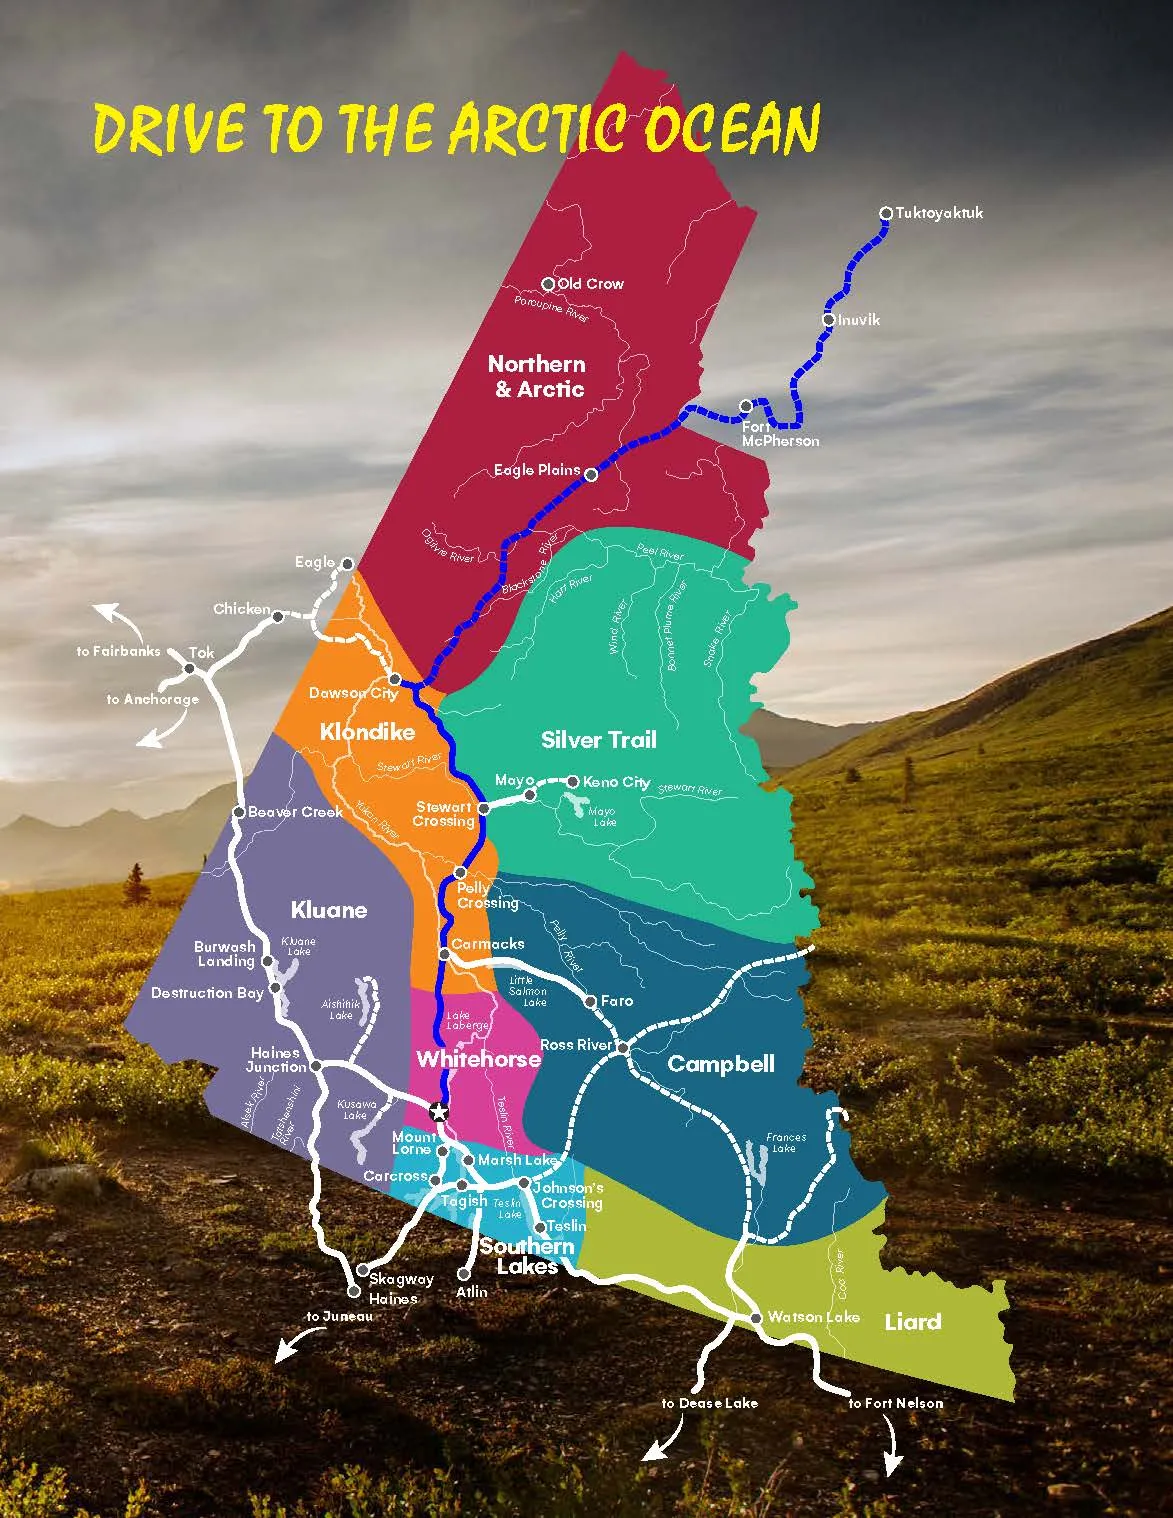 DRIVE TO THE ARCTIC OCEAN
Tuktoyaktuk
Old Crow
Porcupine River
Inuvik
Northern
& Arctic
Fort
McPherson
Eagle Plains
Ogilvie River
Blackstone River
Peel River
Hart River
Wind River
Bonnet Plume River
Snake River
Eagle
Chicken
to Fairbanks
Tok
to Anchorage
Dawson City
Klondike
Silver Trail
Stewart River
Mayo
Keno City
Stewart River
Mayo
Lake
Beaver Creek
Yukon River
Stewart
Crossing
Pelly
Crossing
Kluane
Burwash
Landing
Kluane
Lake
Carmacks
Pelly River
Destruction Bay
Aishihik
Lake
Little
Salmon
Lake
Faro
Lake
Laberge
Haines
Junction
Whitehorse
Ross River
Campbell
Alsek River
Tatshenshini
River
Kusawa
Lake
Teslin River
Mount
Lorne
Marsh Lake
Frances
Lake
Carcross
Tagish
Teslin
Lake
Johnson's
Crossing
Teslin
Southern
Lakes
Skagway
Haines
Atlin
to Juneau
Coal River
Watson Lake
Liard
to Dease Lake
to Fort Nelson